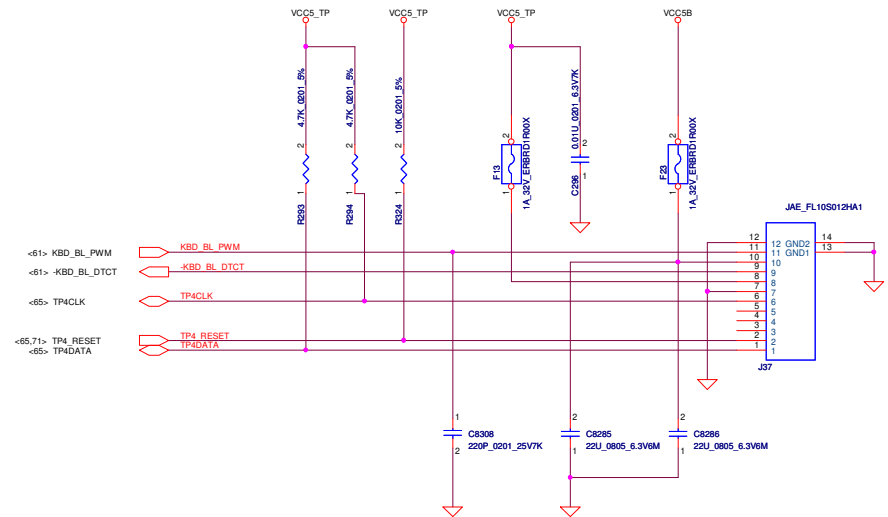 VCC5_TP
VCC5_TP
VCC5_TP
VCC5B
4.7K_0201_5%
4.7K_0201_5%
10K_0201_5%
0.01U_0201_6.3V7K
1A_32V_ERBRD1R00X
1A_32V_ERBRD1R00X
2
2
2
2
2
2
1
1
1
1
1
1
R293
R294
R324
F13
C296
F23
JAE_FL10S012HA1
<61> KBD_BL_PWM
KBD_BL_PWM
<61> -KBD_BL_DTCT
-KBD_BL_DTCT
<65> TP4CLK
TP4CLK
<65,71> TP4_RESET
TP4_RESET
<65> TP4DATA
TP4DATA
12 12 GND2 14
11 11 GND1 13
10 10
9 9
8 8
7 7
6 6
5 5
4 4
3 3
2 2
1 1
J37
1
C8308
220P_0201_25V7K
2
2
C8285
22U_0805_6.3V6M
1
2
C8286
22U_0805_6.3V6M
1